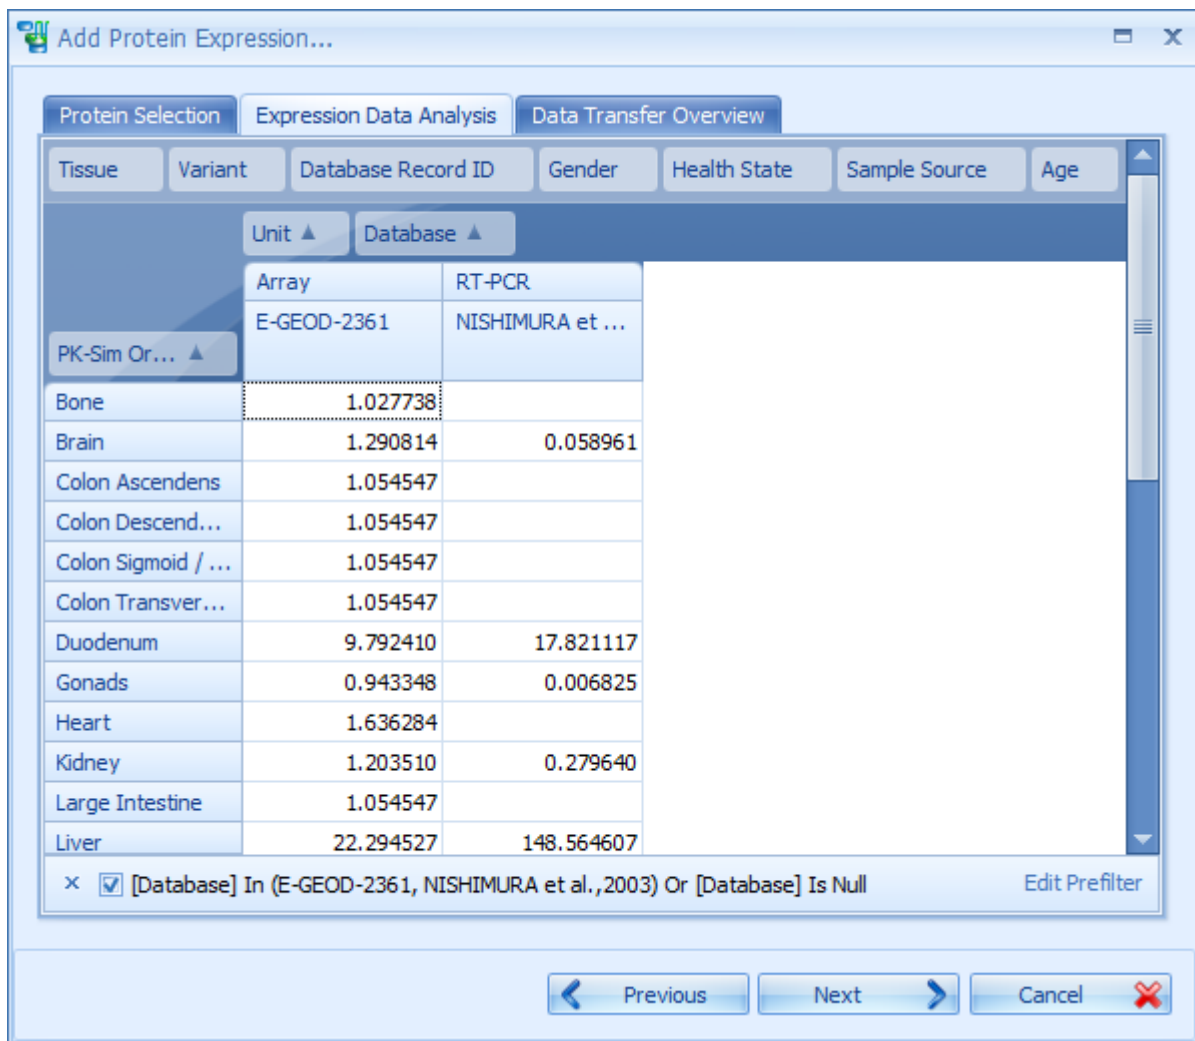 Add Protein Expression...
Protein Selection Expression Data Analysis Data Transfer Overview
Tissue Variant Database Record ID Gender Health State Sample Source Age
Unit Database
Array RT-PCR
E-GEOD-2361 NISHIMURA et ...
PK-Sim Or...
Bone 1.027738
Brain 1.290814 0.058961
Colon Ascendens 1.054547
Colon Descend... 1.054547
Colon Sigmoid / ... 1.054547
Colon Transver... 1.054547
Duodenum 9.792410 17.821117
Gonads 0.943348 0.006825
Heart 1.636284
Kidney 1.203510 0.279640
Large Intestine 1.054547
Liver 22.294527 148.564607
[Database] In (E-GEOD-2361, NISHIMURA et al.,2003) Or [Database] Is Null Edit Prefilter
Previous Next Cancel